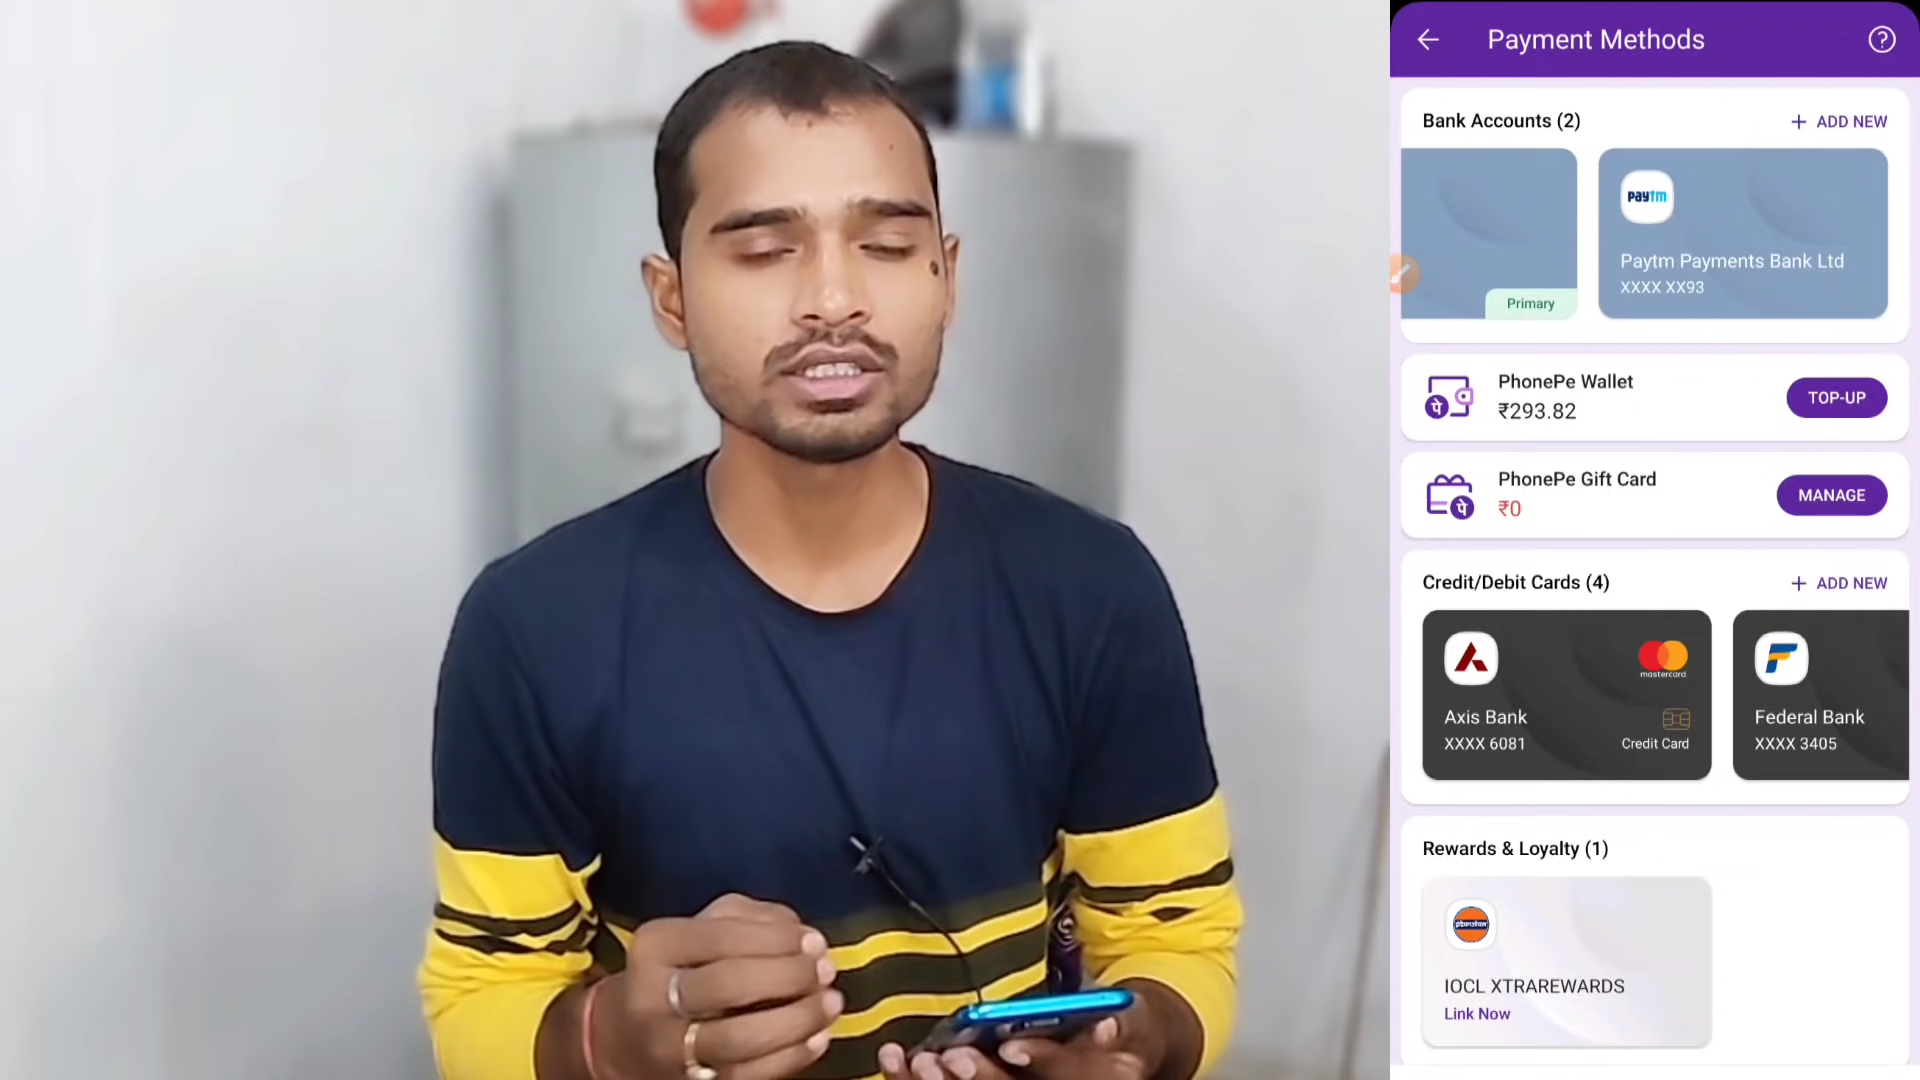 Payment Methods
Bank Accounts (2)
+ ADD NEW
Primary
paytm
Paytm Payments Bank Ltd
XXXX XX93
पे
PhonePe Wallet
₹293.82
TOP-UP
पे
PhonePe Gift Card
₹0
MANAGE
Credit/Debit Cards (4)
+ ADD NEW
mastercard.
Axis Bank
XXXX 6081
Credit Card
Federal Bank
XXXX 3405
Rewards & Loyalty (1)
इंडियनऑयल
IOCL XTRAREWARDS
Link Now